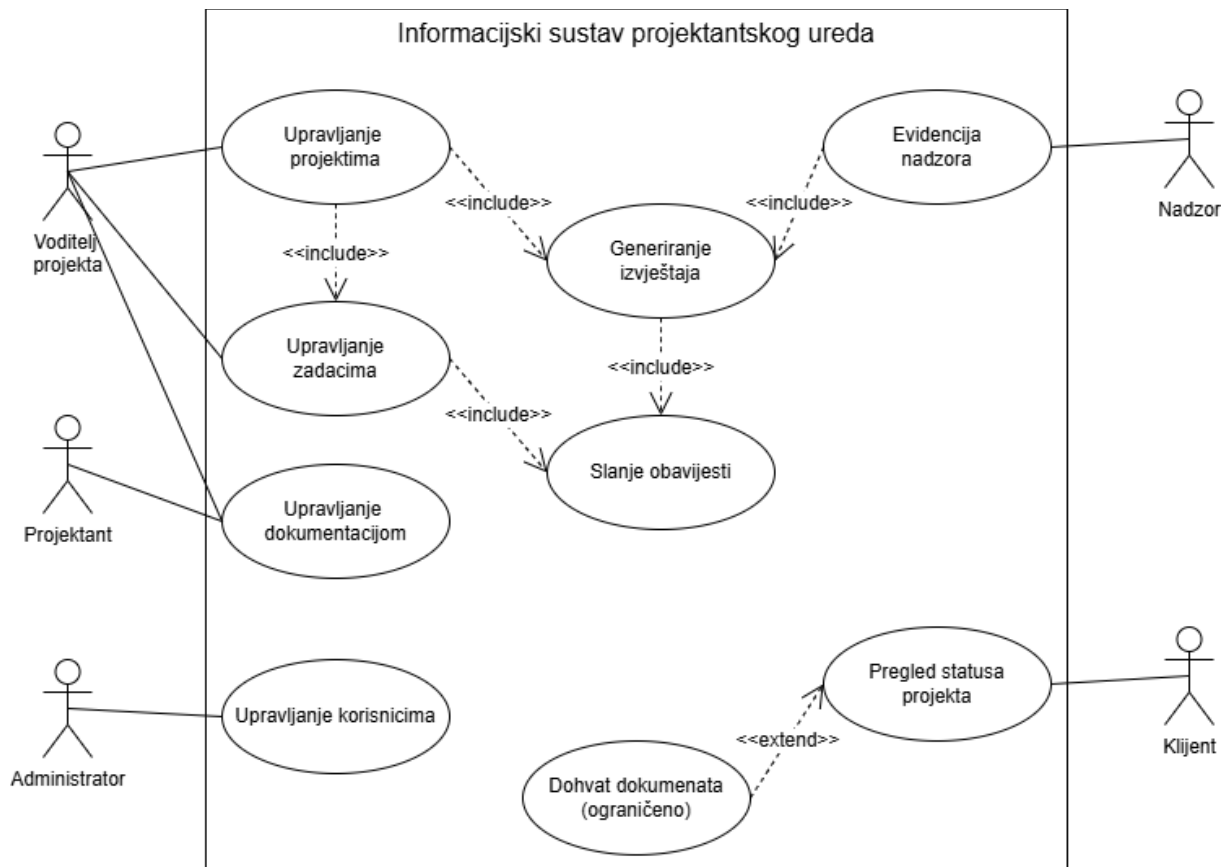 Informacijski sustav projektantskog ureda
Upravljanje
projektima
Evidencija
nadzora
Voditelj
projekta
<<include>>
<<include>>
Nadzor
<<include>>
Generiranje
izvještaja
Upravljanje
zadacima
<<include>>
<<include>>
Slanje obavijesti
Projektant
Upravljanje
dokumentacijom
Pregled statusa
projekta
Upravljanje korisnicima
<<extend>>
Klijent
Administrator
Dohvat dokumenata
(ograničeno)